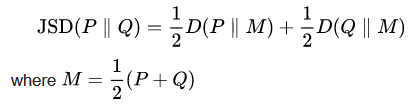 JSD(P ∥ Q) = 1/2 D(P ∥ M) + 1/2 D(Q ∥ M)
where M = 1/2 (P + Q)